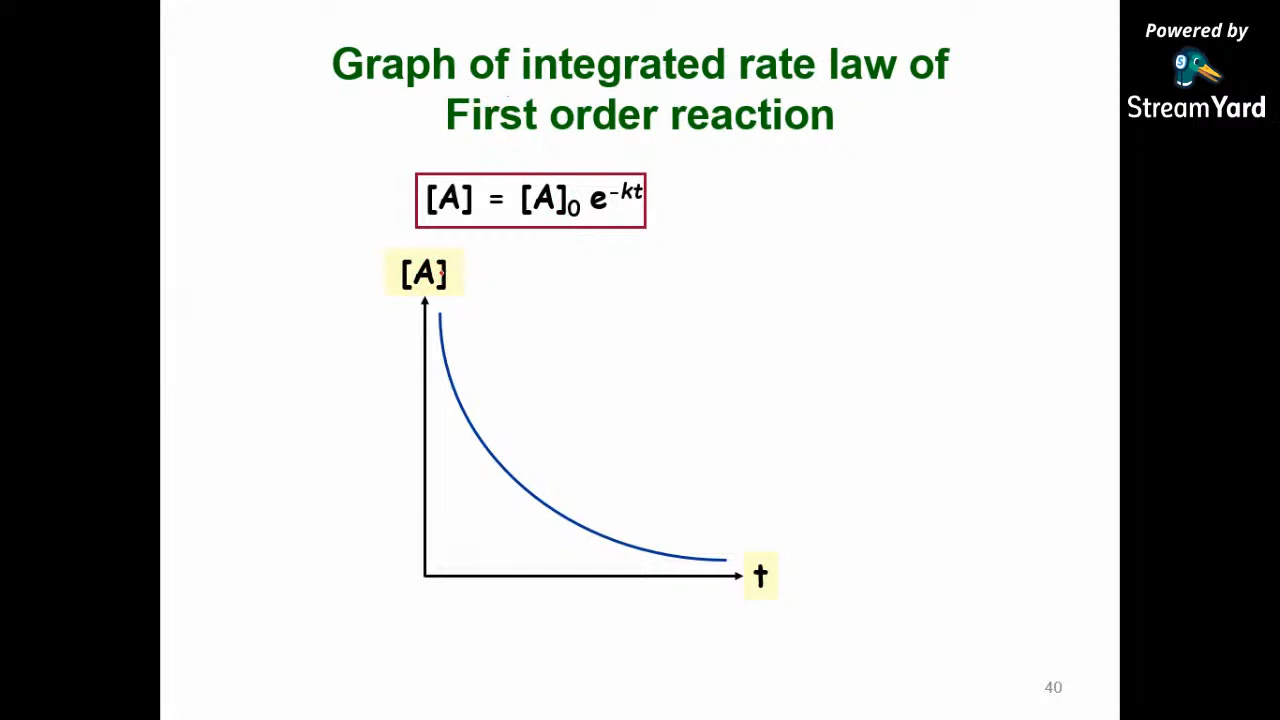 Graph of integrated rate law of
First order reaction
[A] = [A]₀ e⁻ᵏᵗ
[A]
t
40
Powered by
StreamYard